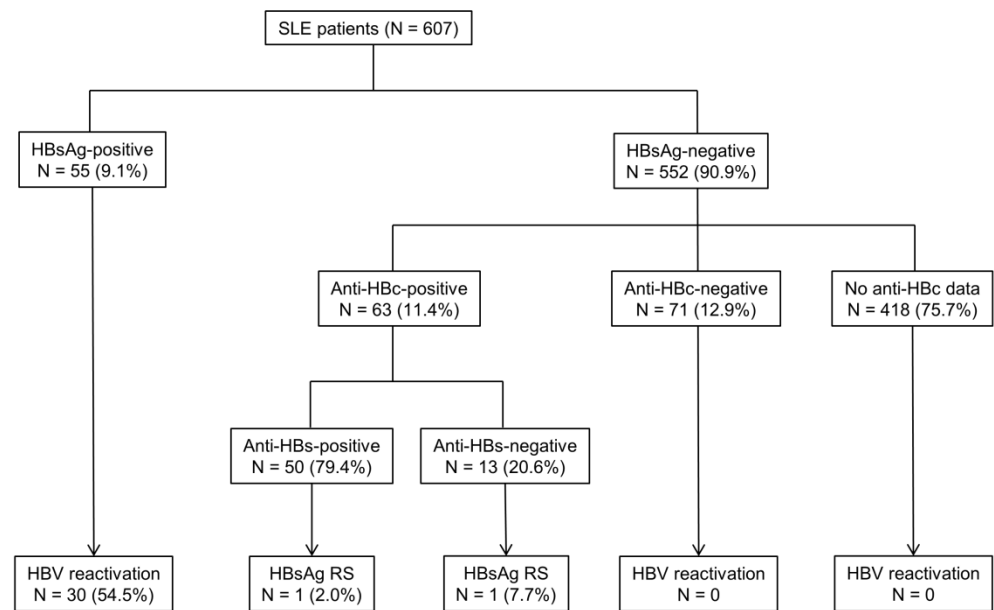 SLE patients (N = 607)
HBsAg-positive
N = 55 (9.1%)
HBsAg-negative
N = 552 (90.9%)
Anti-HBc-positive
N = 63 (11.4%)
Anti-HBc-negative
N = 71 (12.9%)
No anti-HBc data
N = 418 (75.7%)
Anti-HBs-positive
N = 50 (79.4%)
Anti-HBs-negative
N = 13 (20.6%)
HBV reactivation
N = 30 (54.5%)
HBsAg RS
N = 1 (2.0%)
HBsAg RS
N = 1 (7.7%)
HBV reactivation
N = 0
HBV reactivation
N = 0